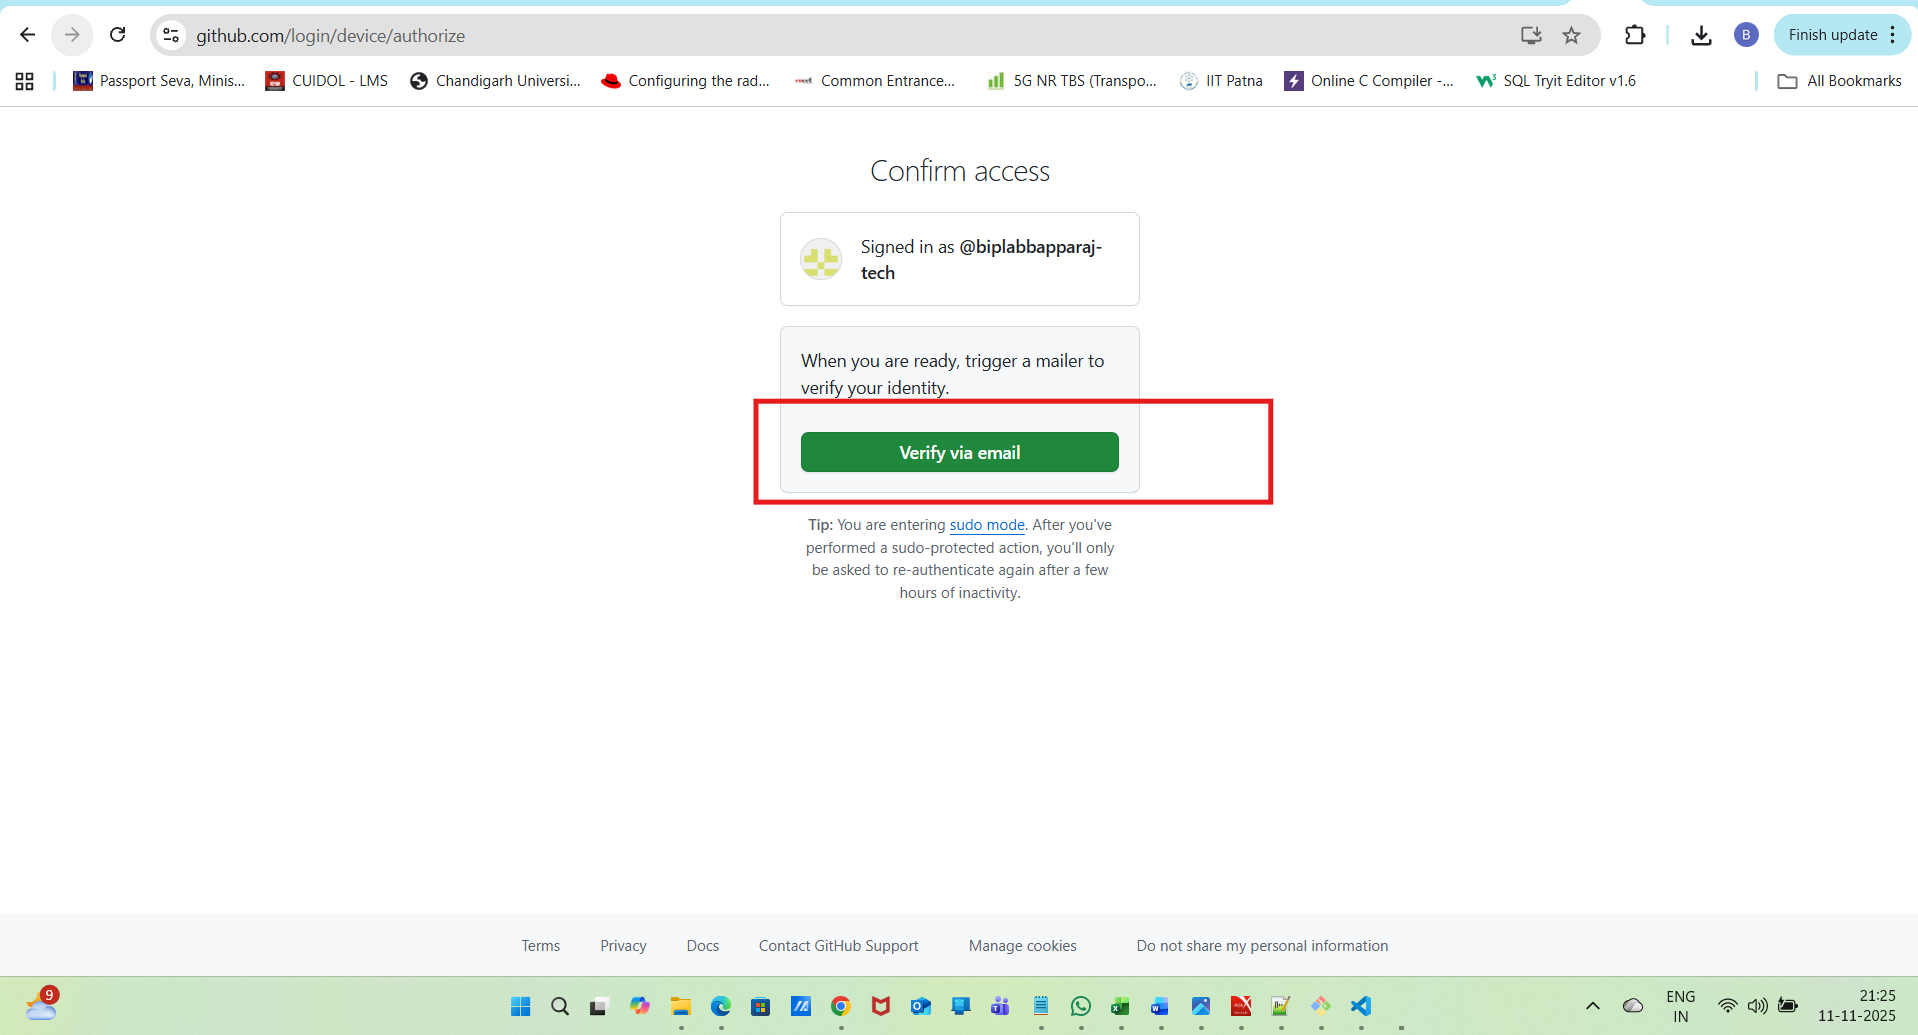 github.com/login/device/authorize
B
Finish update
Passport Seva, Minis...
CUIDOL - LMS
Chandigarh Universi...
Configuring the rad...
Common Entrance...
5G NR TBS (Transpo...
IIT Patna
Online C Compiler -...
SQL Tryit Editor v1.6
All Bookmarks
Confirm access
Signed in as @biplabbapparaj-
tech
When you are ready, trigger a mailer to
verify your identity.
Verify via email
Tip: You are entering sudo mode. After you've
performed a sudo-protected action, you'll only
be asked to re-authenticate again after a few
hours of inactivity.
Terms
Privacy
Docs
Contact GitHub Support
Manage cookies
Do not share my personal information
9
ENG
IN
21:25
11-11-2025